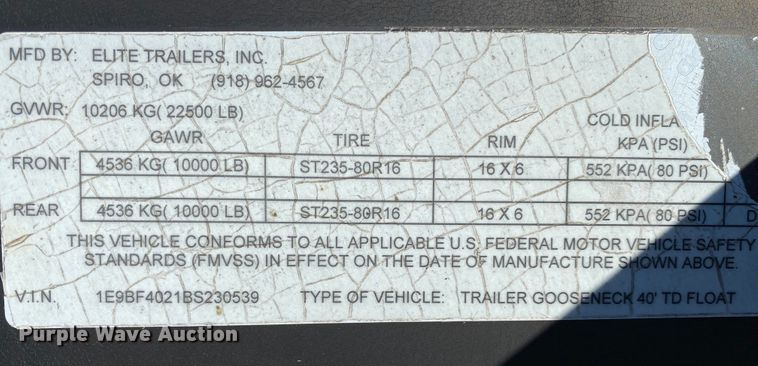 MFD BY: ELITE TRAILERS, INC.
SPIRO, OK (918) 962-4567
GVWR: 10206 KG( 22500 LB)
COLD INFLA
GAWR TIRE RIM KPA (PSI)
FRONT 4536 KG( 10000 LB) ST235-80R16 16 X 6 552 KPA( 80 PSI)
REAR 4536 KG( 10000 LB) ST235-80R16 16 X 6 552 KPA( 80 PSI) D
THIS VEHICLE CONFORMS TO ALL APPLICABLE U.S. FEDERAL MOTOR VEHICLE SAFETY
STANDARDS (FMVSS) IN EFFECT ON THE DATE OF MANUFACTURE SHOWN ABOVE.
V.I.N. 1E9BF4021BS230539 TYPE OF VEHICLE: TRAILER GOOSENECK 40' TD FLOAT
Purple Wave Auction